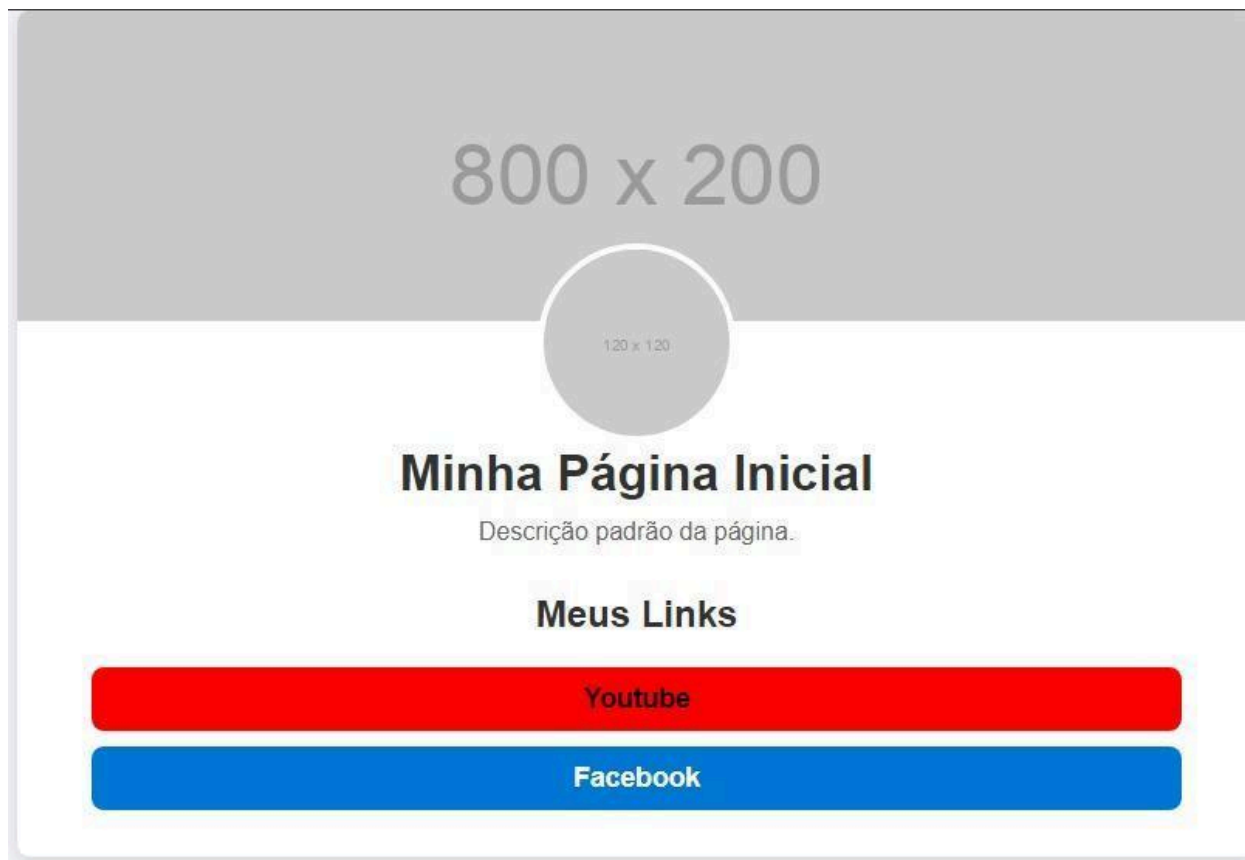 800 x 200
120 x 120
Minha Página Inicial
Descrição padrão da página.
Meus Links
Youtube
Facebook